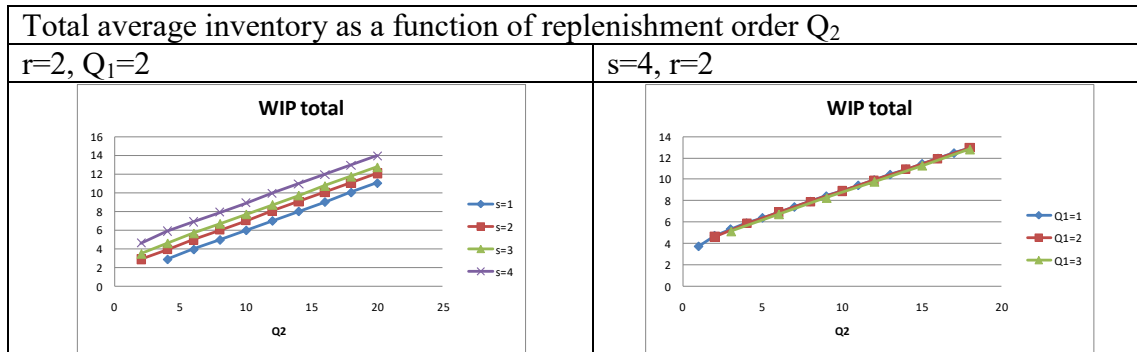 Total average inventory as a function of replenishment order Q₂
r=2, Q₁=2
s=4, r=2
WIP total
16
14
12
10
8
6
4
2
0
0
5
10
15
20
25
Q2
s=1
s=2
s=3
s=4
WIP total
14
12
10
8
6
4
2
0
0
5
10
15
20
Q2
Q1=1
Q1=2
Q1=3